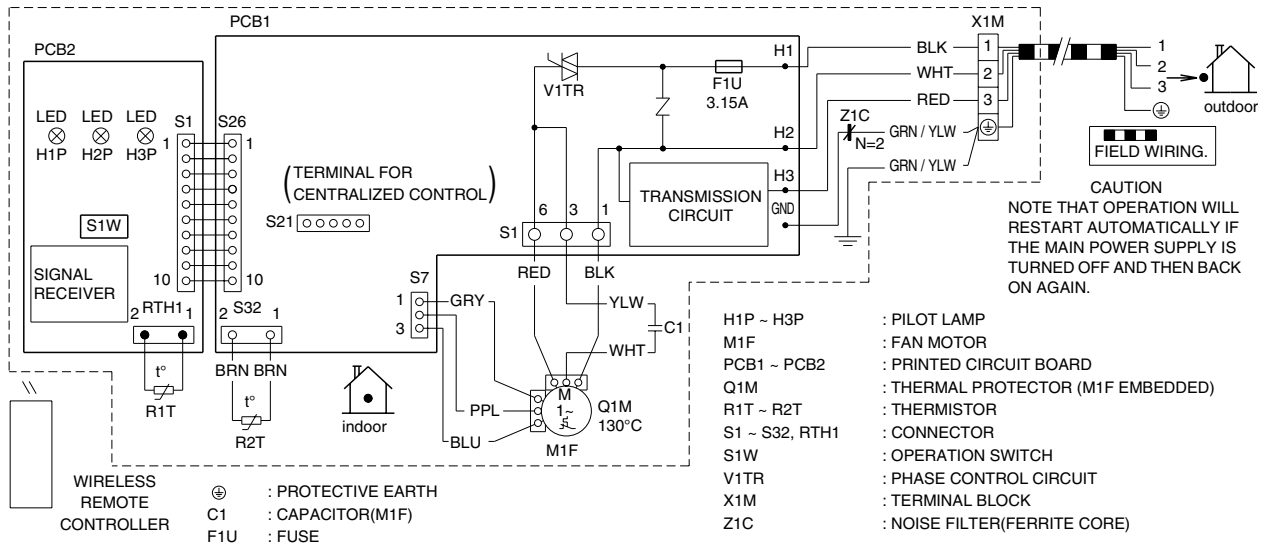 PCB1
X1M
PCB2
H1
BLK
1
1
WHT
2
2
V1TR
F1U
3.15A
RED
3
3
outdoor
LED LED LED
H1P H2P H3P
S1 S26
1 1
Z1C
N=2
GRN / YLW
H2
FIELD WIRING.
GRN / YLW
(TERMINAL FOR
CENTRALIZED CONTROL)
H3
TRANSMISSION
CIRCUIT
GND
CAUTION
NOTE THAT OPERATION WILL
RESTART AUTOMATICALLY IF
THE MAIN POWER SUPPLY IS
TURNED OFF AND THEN BACK
ON AGAIN.
6 3 1
S21
S1
S1W
RED BLK
SIGNAL
RECEIVER
10 10
S7
1 GRY
3
YLW
C1
WHT
RTH1
2 1
S32
2 1
BRN BRN
t°
R1T
t°
R2T
indoor
PPL
BLU
M
1~
Q1M
130°C
M1F
H1P ~ H3P : PILOT LAMP
M1F : FAN MOTOR
PCB1 ~ PCB2 : PRINTED CIRCUIT BOARD
Q1M : THERMAL PROTECTOR (M1F EMBEDDED)
R1T ~ R2T : THERMISTOR
S1 ~ S32, RTH1 : CONNECTOR
S1W : OPERATION SWITCH
V1TR : PHASE CONTROL CIRCUIT
X1M : TERMINAL BLOCK
Z1C : NOISE FILTER(FERRITE CORE)
WIRELESS
REMOTE
CONTROLLER
: PROTECTIVE EARTH
C1 : CAPACITOR(M1F)
F1U : FUSE